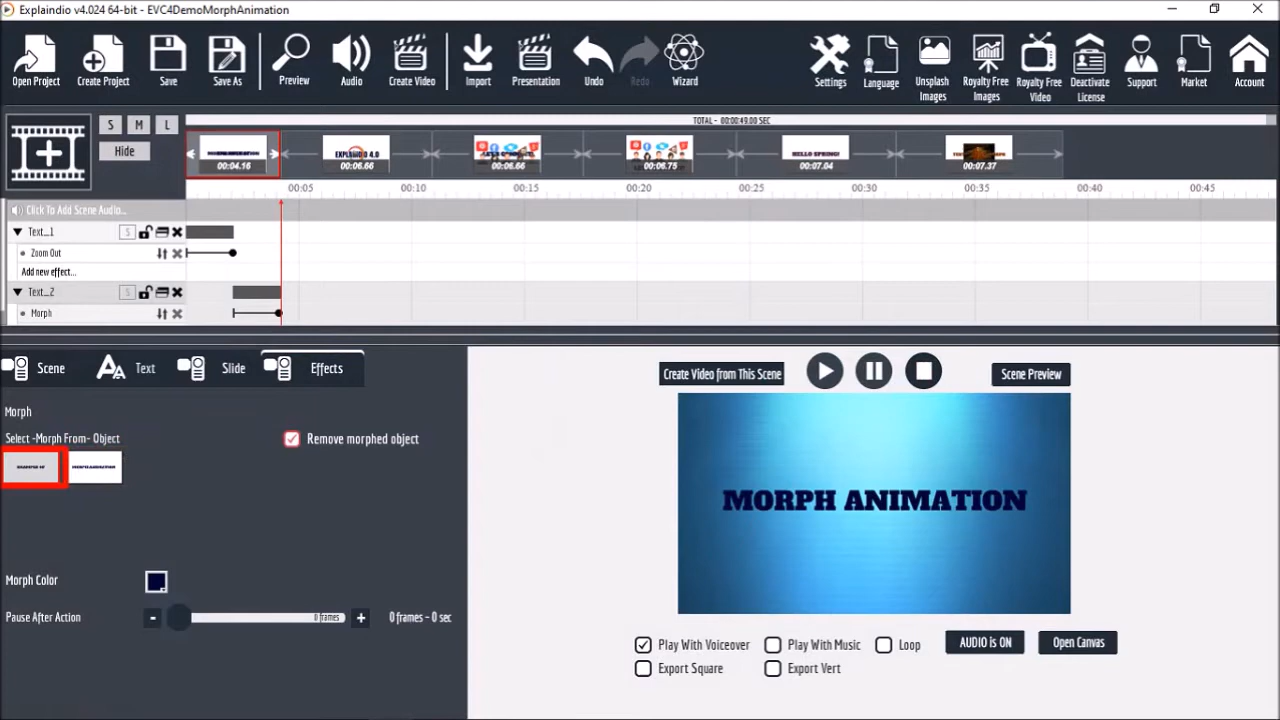 Explaindio v4.024 64-bit - EVC4DemoMorphAnimation
Open Project
Create Project
Save
Save As
Preview
Audio
Create Video
Import
Presentation
Undo
Redo
Wizard
Settings
Language
Unsplash
Images
Royalty Free
Images
Royalty Free
Video
Deactivate
License
Support
Market
Account
S M L
Hide
TOTAL - 00:00:49.00 SEC
00:04.16
EXPLAINDIO 4.0
00:06.66
00:06.66
00:06.75
HELLO SPRING!
00:07.04
00:07.37
00:05 00:10 00:15 00:20 00:25 00:30 00:35 00:40 00:45
Click To Add Scene Audio...
Text_1 S
Zoom Out
Add new effect...
Text_2 S
Morph
Scene Text Slide Effects
Morph
Select -Morph From- Object
Remove morphed object
MORPH ANIMATION
Morph Color
Pause After Action - 0 frames + 0 frames - 0 sec
Create Video from This Scene
Scene Preview
MORPH ANIMATION
Play With Voiceover Play With Music Loop AUDIO is ON Open Canvas
Export Square Export Vert